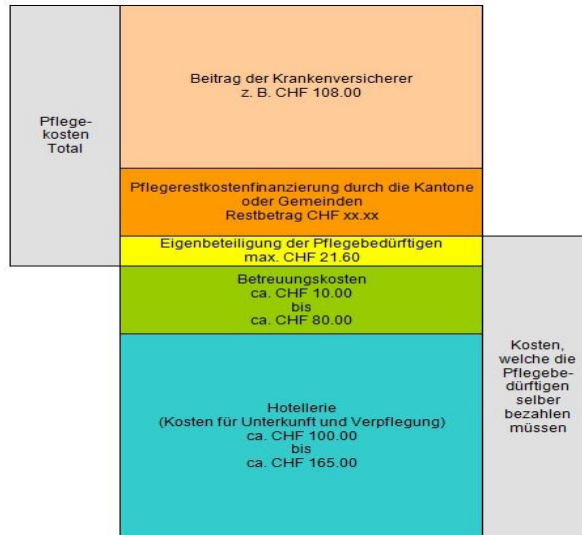 Pflege-
kosten
Total
Beitrag der Krankenversicherer
z. B. CHF 108.00
Pflegerestkostenfinanzierung durch die Kantone
oder Gemeinden
Restbetrag CHF xx.xx
Eigenbeteiligung der Pflegebedürftigen
max. CHF 21.60
Betreuungskosten
ca. CHF 10.00
bis
ca. CHF 80.00
Hotellerie
(Kosten für Unterkunft und Verpflegung)
ca. CHF 100.00
bis
ca. CHF 165.00
Kosten,
welche die
Pflegebe-
dürftigen
selber
bezahlen
müssen